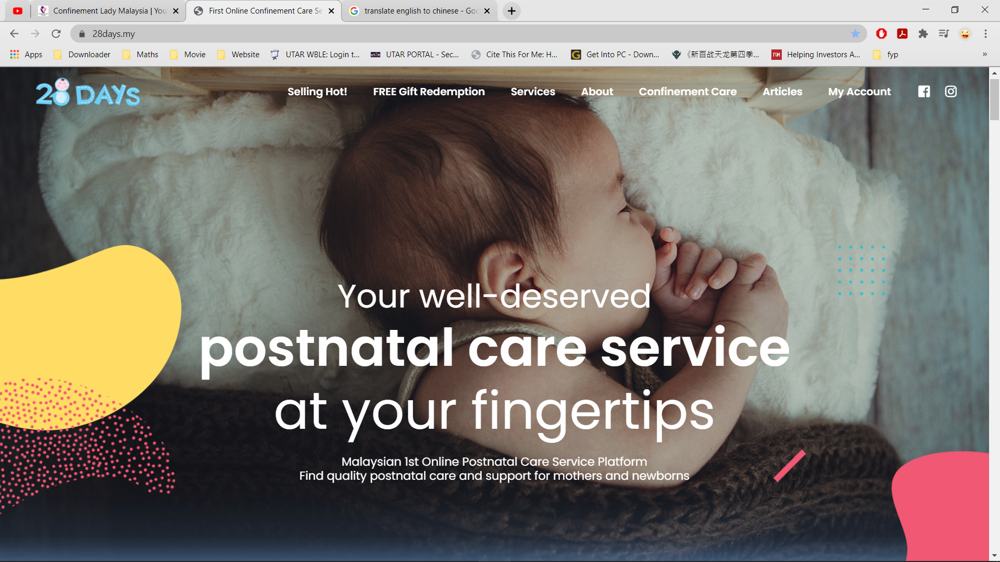 Confinement Lady Malaysia | You
First Online Confinement Care Se
translate english to chinese - Goo
28days.my
Apps
Downloader
Maths
Movie
Website
UTAR WBLE: Login t...
UTAR PORTAL - Sec...
Cite This For Me: H...
Get Into PC - Down...
《新百战天龙第四季...
Helping Investors A...
fyp
28 DAYS
Selling Hot!
FREE Gift Redemption
Services
About
Confinement Care
Articles
My Account
Your well-deserved
postnatal care service
at your fingertips
Malaysian 1st Online Postnatal Care Service Platform
Find quality postnatal care and support for mothers and newborns